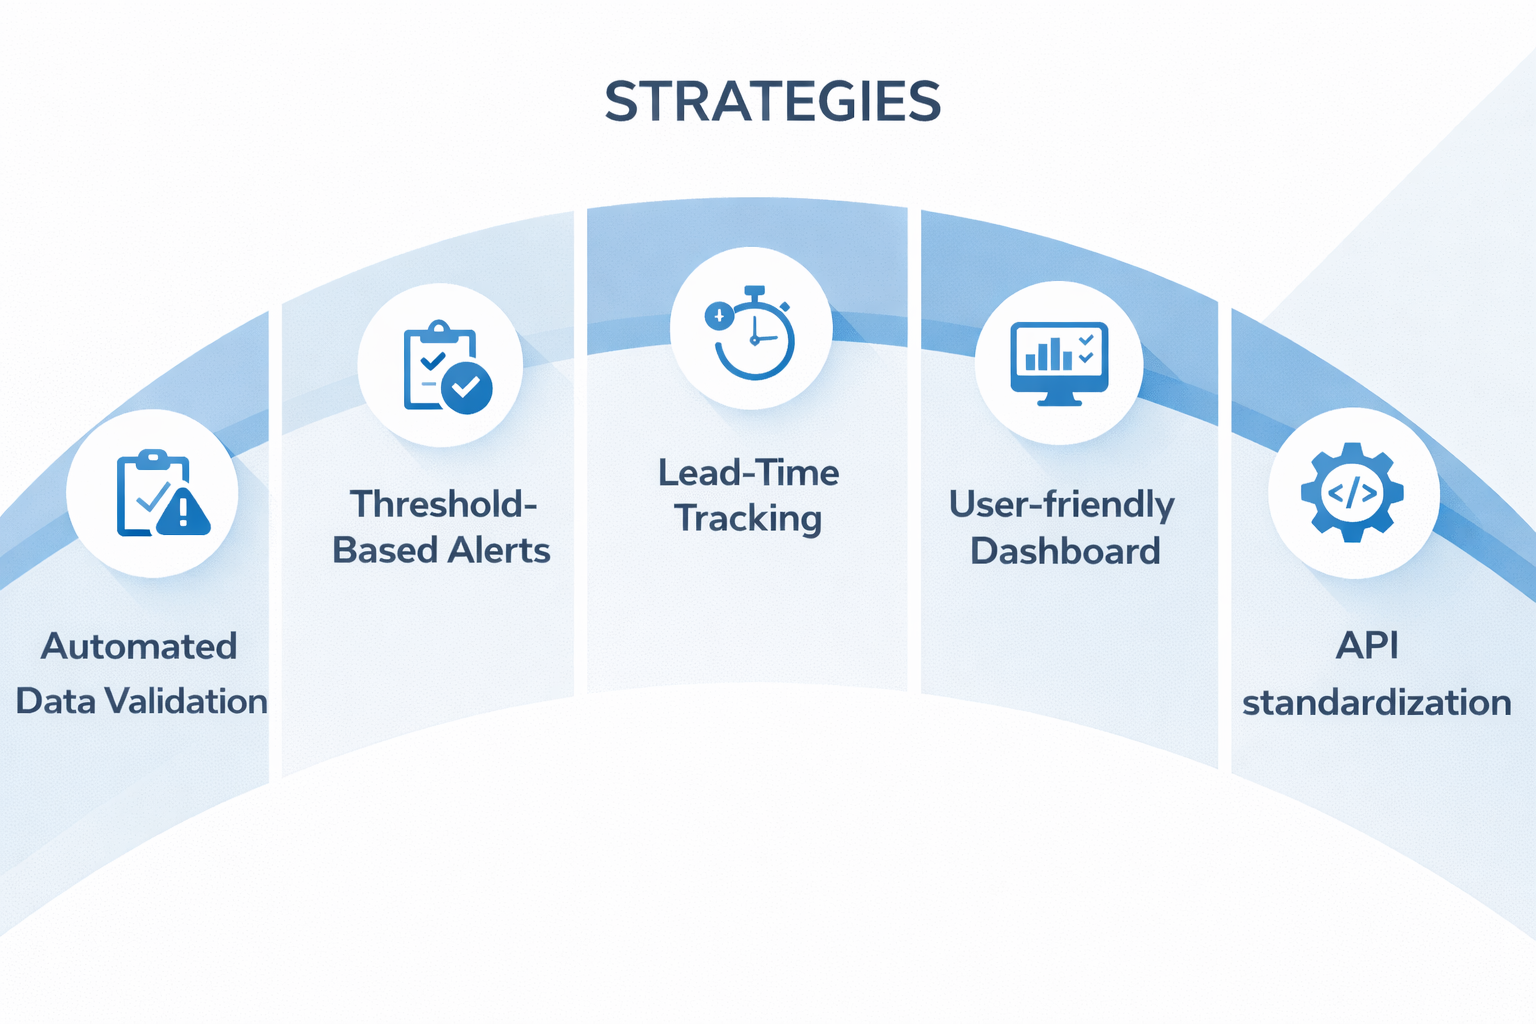 STRATEGIES
Automated
Data Validation
Threshold-
Based Alerts
Lead-Time
Tracking
User-friendly
Dashboard
</>
API
standardization